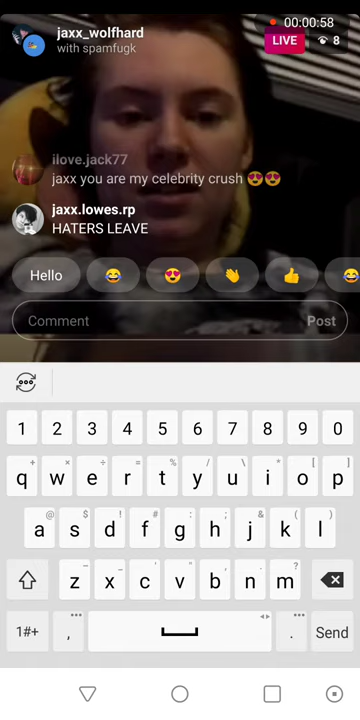 00:00:58
jaxx_wolfhard
with spamfugk
LIVE
8
ilove.jack77
jaxx you are my celebrity crush 😍😍
jaxx.lowes.rp
HATERS LEAVE
Hello 😂 😍 👏 👍 😂
Comment
Post
1 2 3 4 5 6 7 8 9 0
+ × ÷ = % / \ * [ ]
q w e r t y u i o p
@ $ ! # : ; & ( )
a s d f g h j k l
~ _ " ' , - ?
z x c v b n m
1#+ , . Send